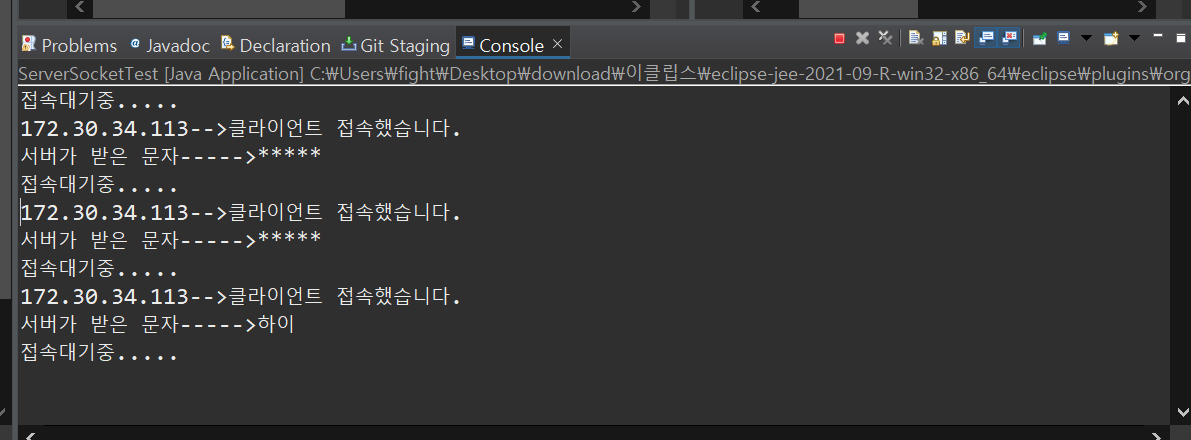 Problems Javadoc Declaration Git Staging Console
ServerSocketTest [Java Application] C:₩Users₩fight₩Desktop₩download₩이클립스₩eclipse-jee-2021-09-R-win32-x86_64₩eclipse₩plugins₩org
접속대기중.....
172.30.34.113-->클라이언트 접속했습니다.
서버가 받은 문자----->*****
접속대기중.....
172.30.34.113-->클라이언트 접속했습니다.
서버가 받은 문자----->*****
접속대기중.....
172.30.34.113-->클라이언트 접속했습니다.
서버가 받은 문자----->하이
접속대기중.....